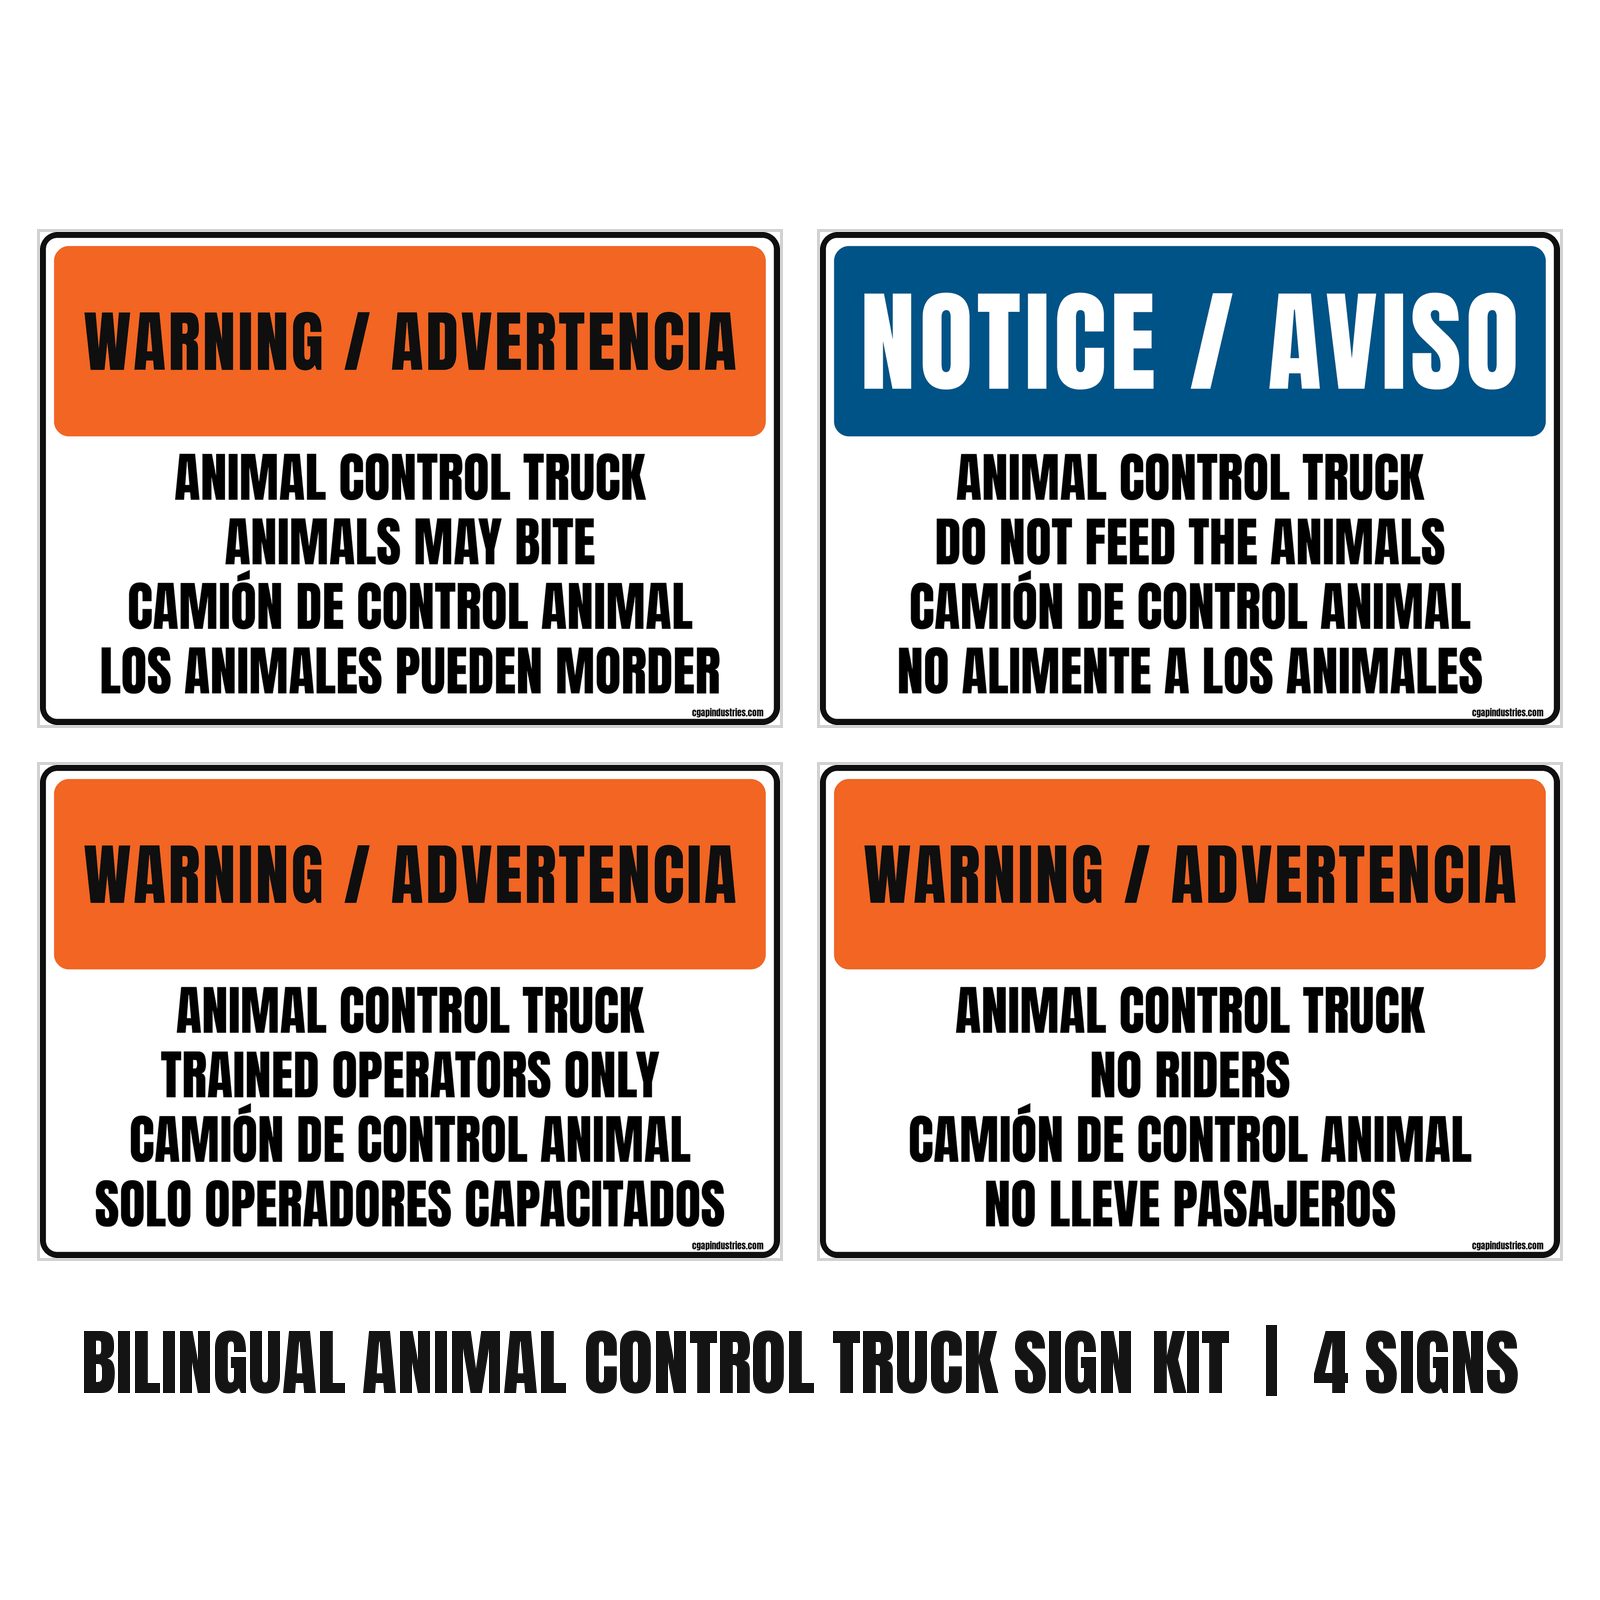 WARNING / ADVERTENCIA
ANIMAL CONTROL TRUCK
ANIMALS MAY BITE
CAMIÓN DE CONTROL ANIMAL
LOS ANIMALES PUEDEN MORDER
cgapindustries.com
NOTICE / AVISO
ANIMAL CONTROL TRUCK
DO NOT FEED THE ANIMALS
CAMIÓN DE CONTROL ANIMAL
NO ALIMENTE A LOS ANIMALES
cgapindustries.com
WARNING / ADVERTENCIA
ANIMAL CONTROL TRUCK
TRAINED OPERATORS ONLY
CAMIÓN DE CONTROL ANIMAL
SOLO OPERADORES CAPACITADOS
cgapindustries.com
WARNING / ADVERTENCIA
ANIMAL CONTROL TRUCK
NO RIDERS
CAMIÓN DE CONTROL ANIMAL
NO LLEVE PASAJEROS
cgapindustries.com
BILINGUAL ANIMAL CONTROL TRUCK SIGN KIT | 4 SIGNS